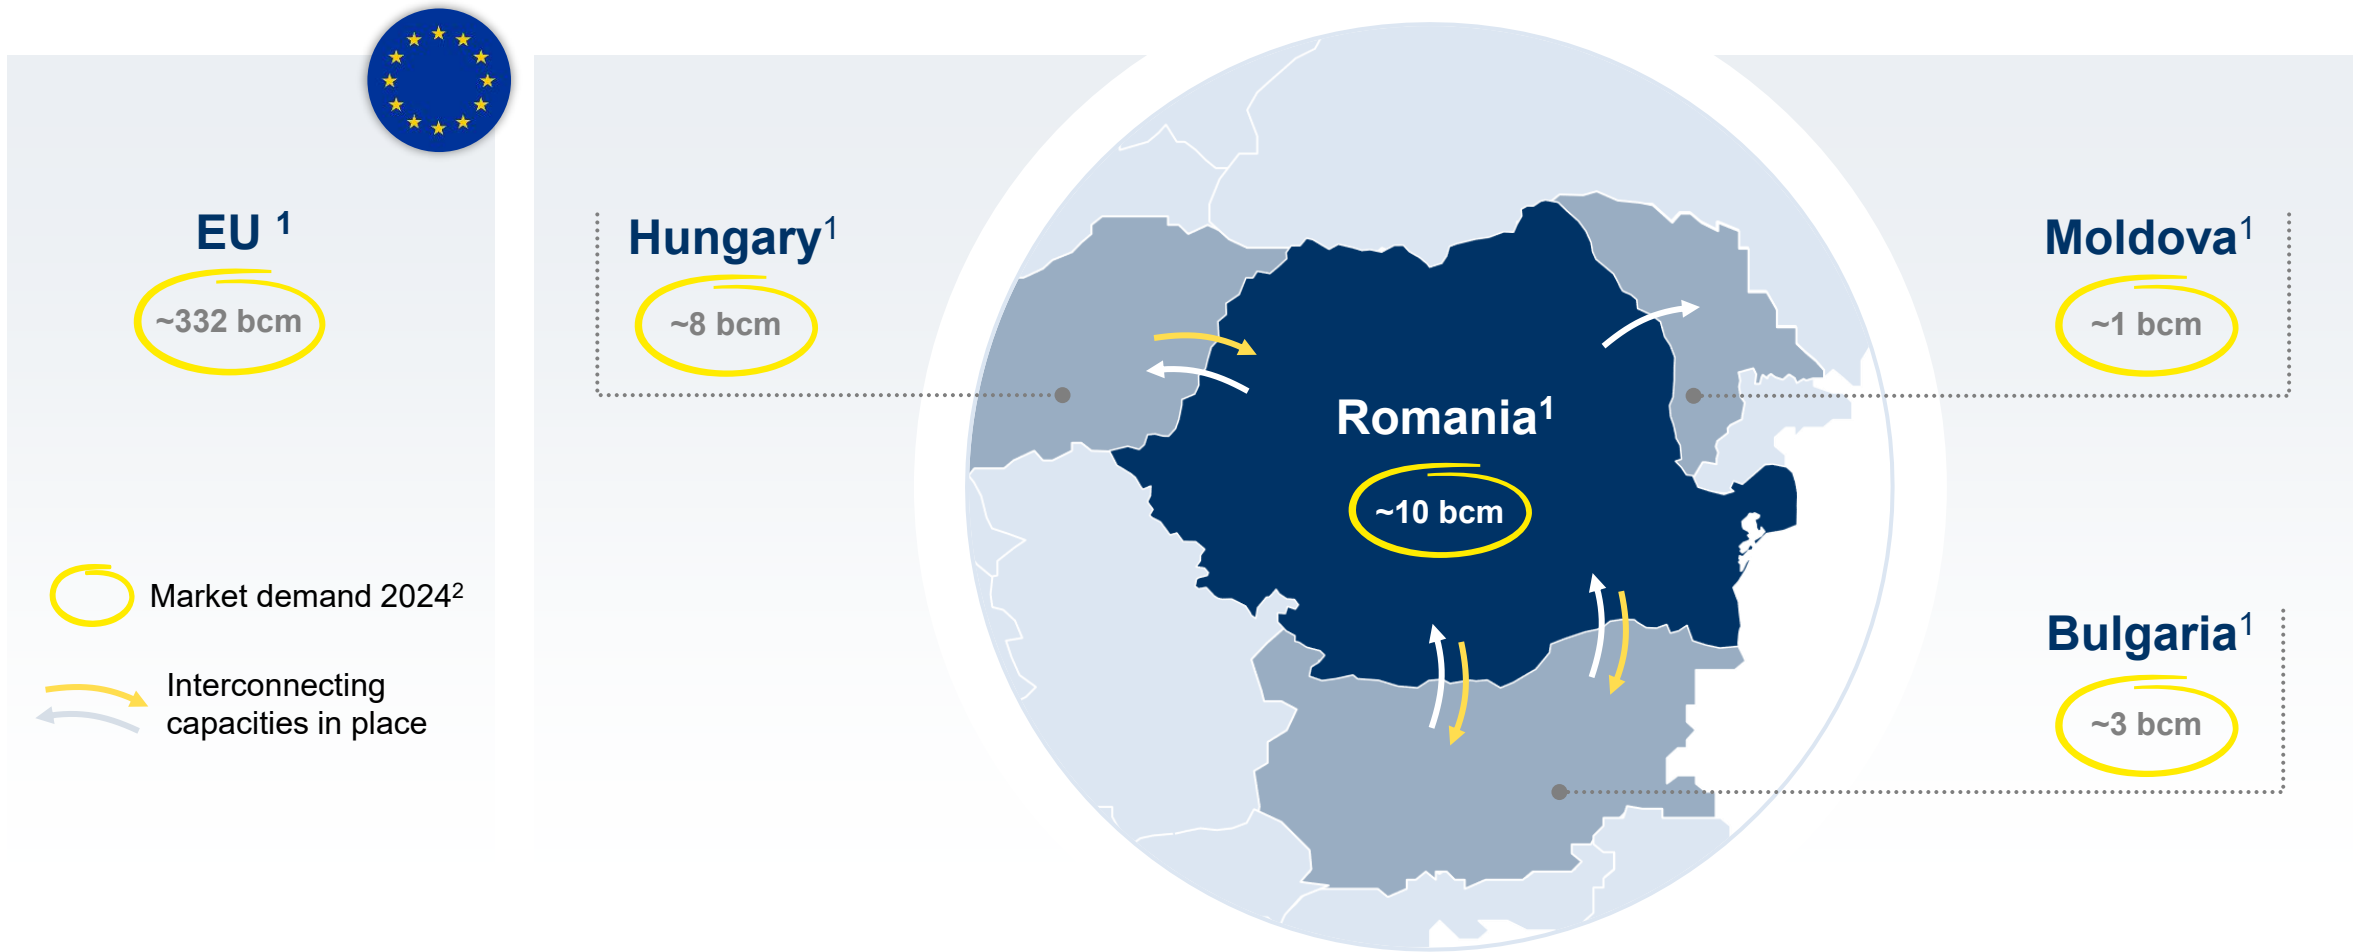 EU ¹
~332 bcm
Market demand 2024²
Interconnecting
capacities in place
Hungary¹
~8 bcm
Romania¹
~10 bcm
Moldova¹
~1 bcm
Bulgaria¹
~3 bcm